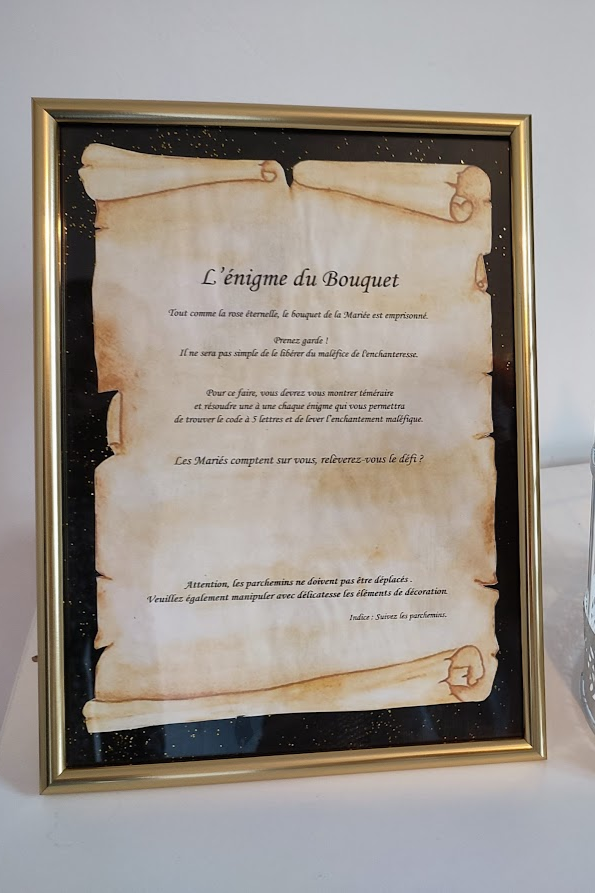 L'énigme du Bouquet
Tout comme la rose éternelle, le bouquet de la Mariée est emprisonné.
Prenez garde !
Il ne sera pas simple de le libérer du maléfice de l'enchanteresse.
Pour ce faire, vous devrez vous montrer téméraire
et résoudre une à une chaque énigme qui vous permettra
de trouver le code à 5 lettres et de lever l'enchantement maléfique.
Les Mariés comptent sur vous, relèverez-vous le défi ?
Attention, les parchemins ne doivent pas être déplacés .
Veuillez également manipuler avec délicatesse les éléments de décoration.
Indice : Suivez les parchemins.